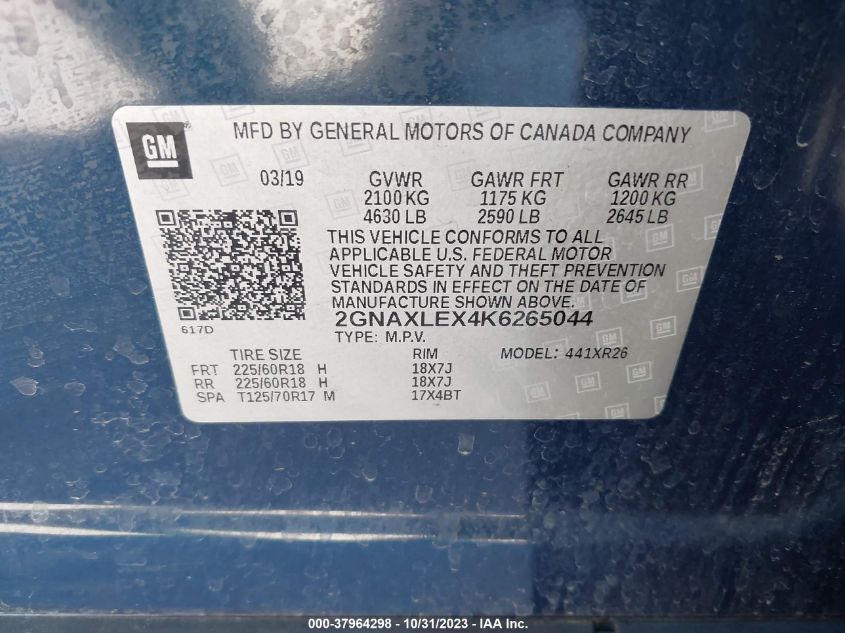 GM
MFD BY GENERAL MOTORS OF CANADA COMPANY
03/19 GVWR GAWR FRT GAWR RR
2100 KG 1175 KG 1200 KG
4630 LB 2590 LB 2645 LB
THIS VEHICLE CONFORMS TO ALL
APPLICABLE U.S. FEDERAL MOTOR
VEHICLE SAFETY AND THEFT PREVENTION
STANDARDS IN EFFECT ON THE DATE OF
MANUFACTURE SHOWN ABOVE.
617D 2GNAXLEX4K6265044
TYPE: M.P.V. MODEL: 441XR26
TIRE SIZE RIM
FRT 225/60R18 H 18X7J
RR 225/60R18 H 18X7J
SPA T125/70R17 M 17X4BT
000-37964298 - 10/31/2023 - IAA Inc.